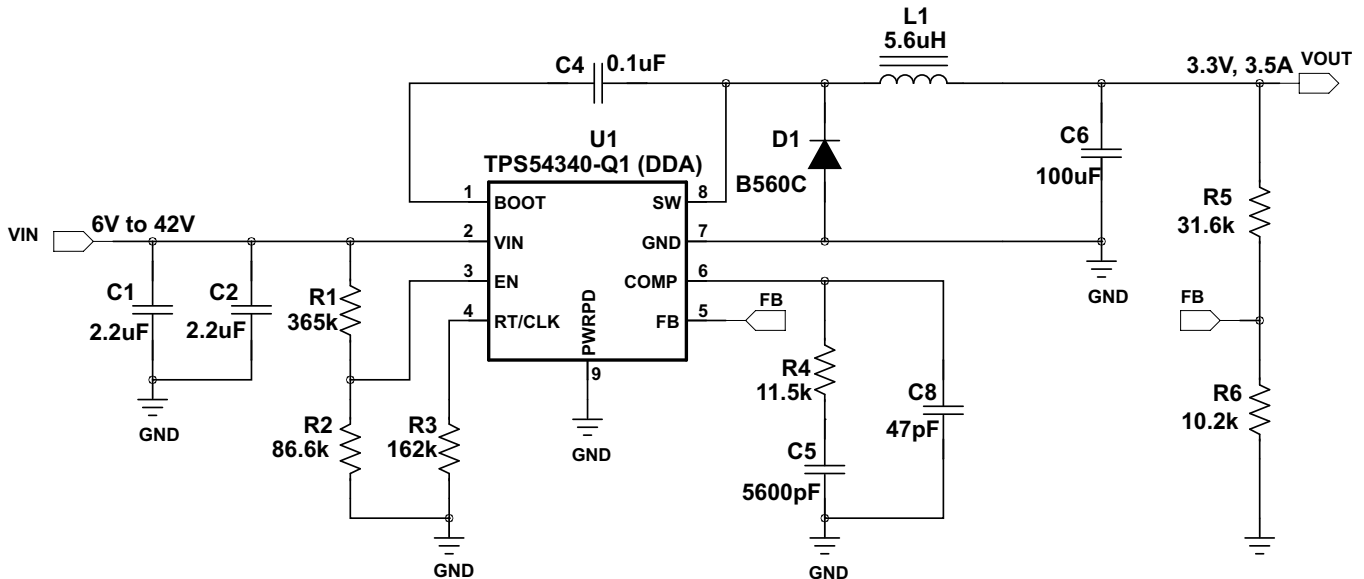 L1
5.6uH
C4
0.1uF
3.3V, 3.5A
VOUT
U1
TPS54340-Q1 (DDA)
D1
B560C
C6
100uF
R5
31.6k
1
BOOT
SW
8
VIN
6V to 42V
2
VIN
GND
7
3
EN
COMP
6
GND
C1
2.2uF
C2
2.2uF
R1
365k
4
RT/CLK
PWRPD
FB
5
FB
FB
9
R4
11.5k
C8
47pF
R6
10.2k
GND
R2
86.6k
R3
162k
GND
C5
5600pF
GND
GND